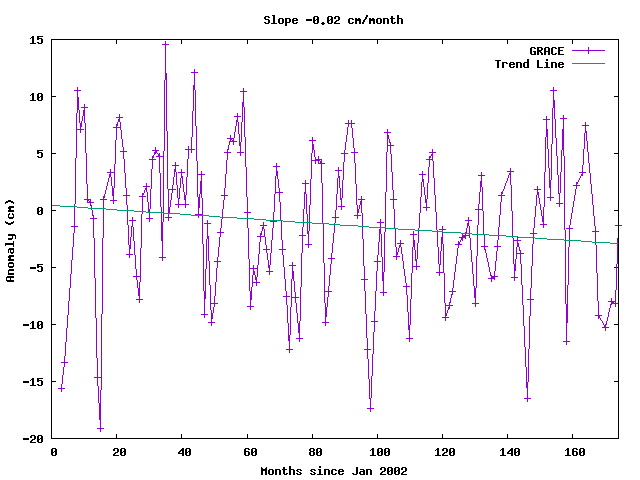 Slope -0.02 cm/month
GRACE
Trend Line
15
10
5
0
-5
-10
-15
-20
Anomaly (cm)
0 20 40 60 80 100 120 140 160
Months since Jan 2002